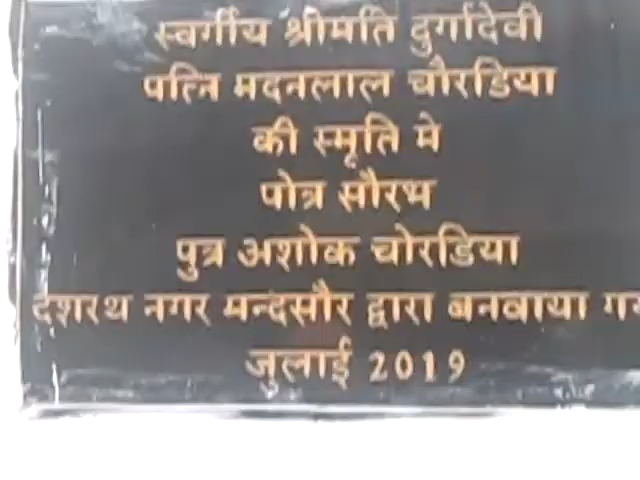 स्वर्गीय श्रीमति दुर्गादेवी
पत्नि मदनलाल चौरडिया
की स्मृति मे
पोत्र सौरभ
पुत्र अशोक चोरडिया
दशरथ नगर मन्दसौर द्वारा बनवाया
जुलाई 2019